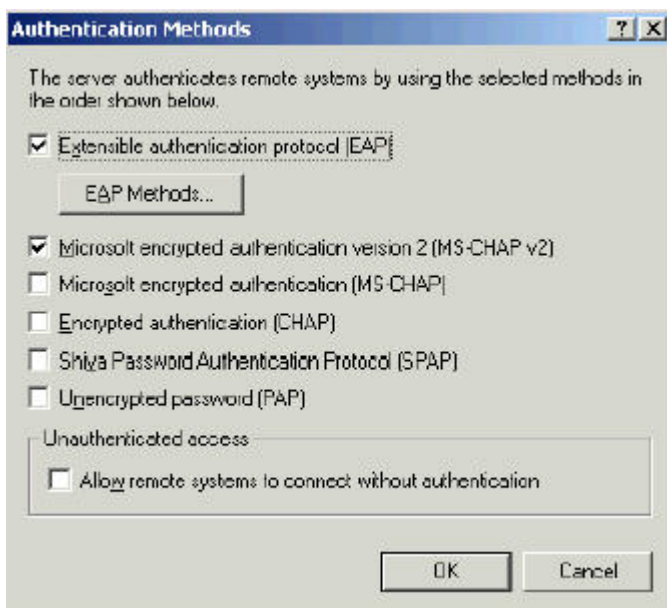 Authentication Methods
The server authenticates remote systems by using the selected methods in
the order shown below.
Extensible authentication protocol (EAP)
EAP Methods...
Microsoft encrypted authentication version 2 (MS-CHAP v2)
Microsoft encrypted authentication (MS-CHAP)
Encrypted authentication (CHAP)
Shiva Password Authentication Protocol (SPAP)
Unencrypted password (PAP)
Unauthenticated access
Allow remote systems to connect without authentication
OK
Cancel